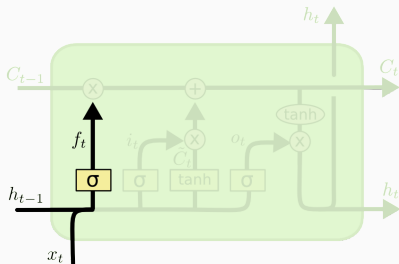 h_t
C_{t-1} x + C_t
tanh
f_t i_t x o_t x
C̃_t
σ σ tanh σ
h_{t-1} h_t
x_t